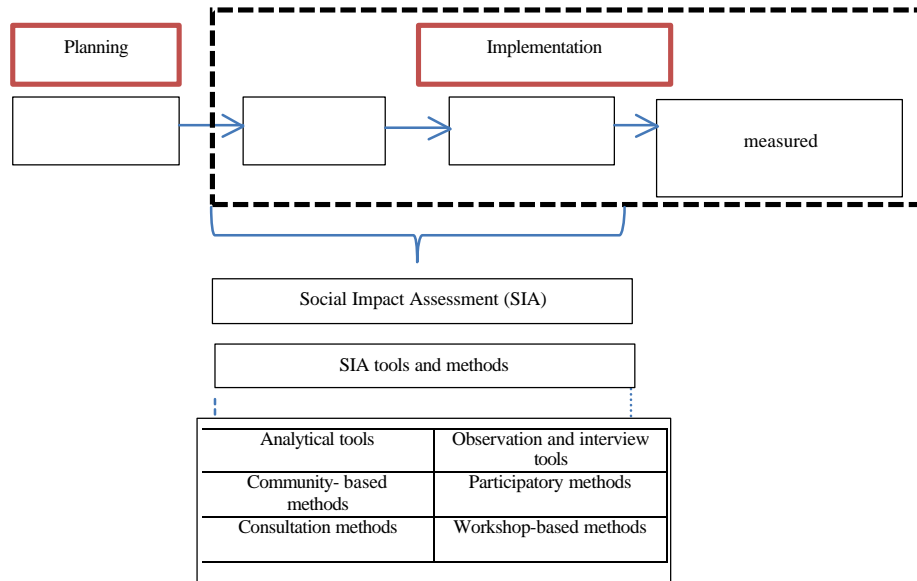 Planning
Implementation
measured
Social Impact Assessment (SIA)
SIA tools and methods
Analytical tools
Observation and interview
tools
Community- based
methods
Participatory methods
Consultation methods
Workshop-based methods